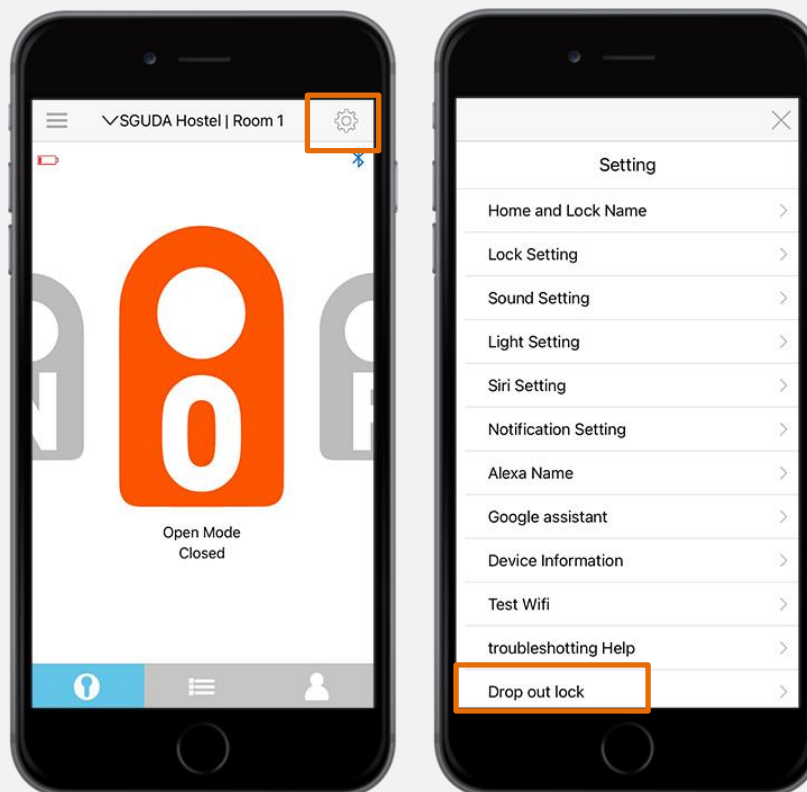 SGUDA Hostel | Room 1
0
Open Mode
Closed
Setting
Home and Lock Name
Lock Setting
Sound Setting
Light Setting
Siri Setting
Notification Setting
Alexa Name
Google assistant
Device Information
Test Wifi
troubleshotting Help
Drop out lock